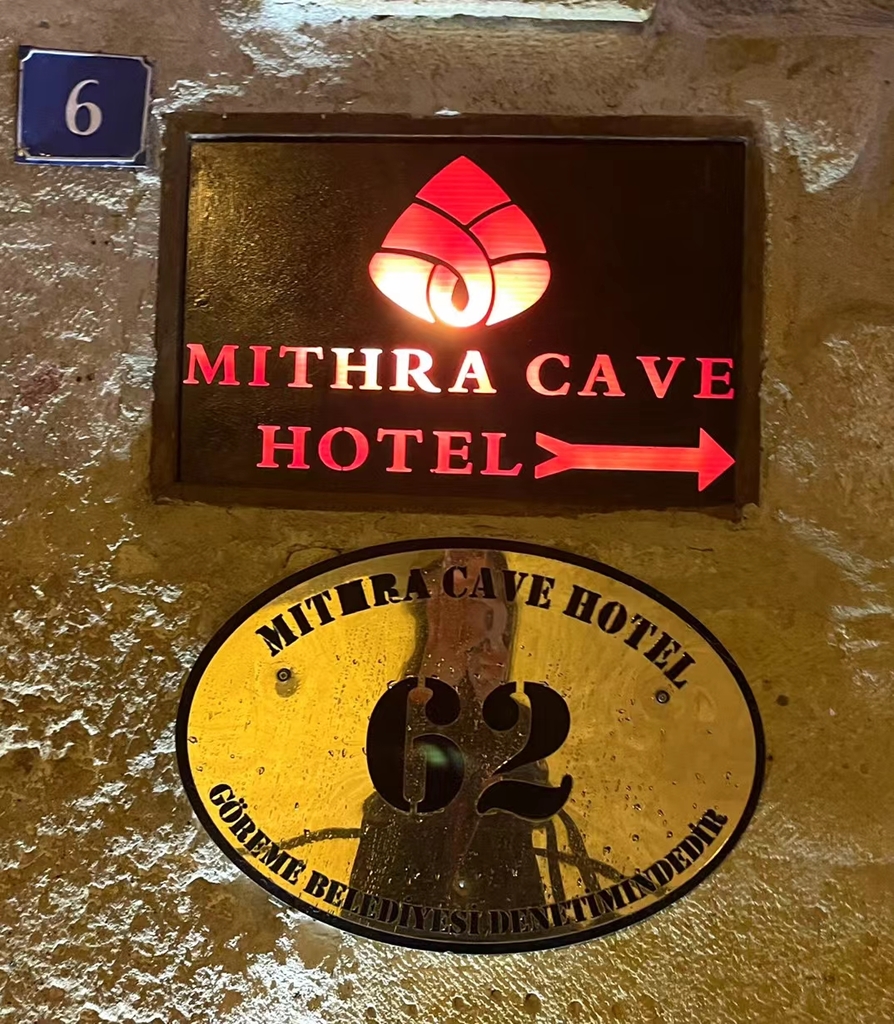 6
MITHRA CAVE
HOTEL
MITHRA CAVE HOTEL
62
GÖREME BELEDİYESİ DENETİMİNDEDİR